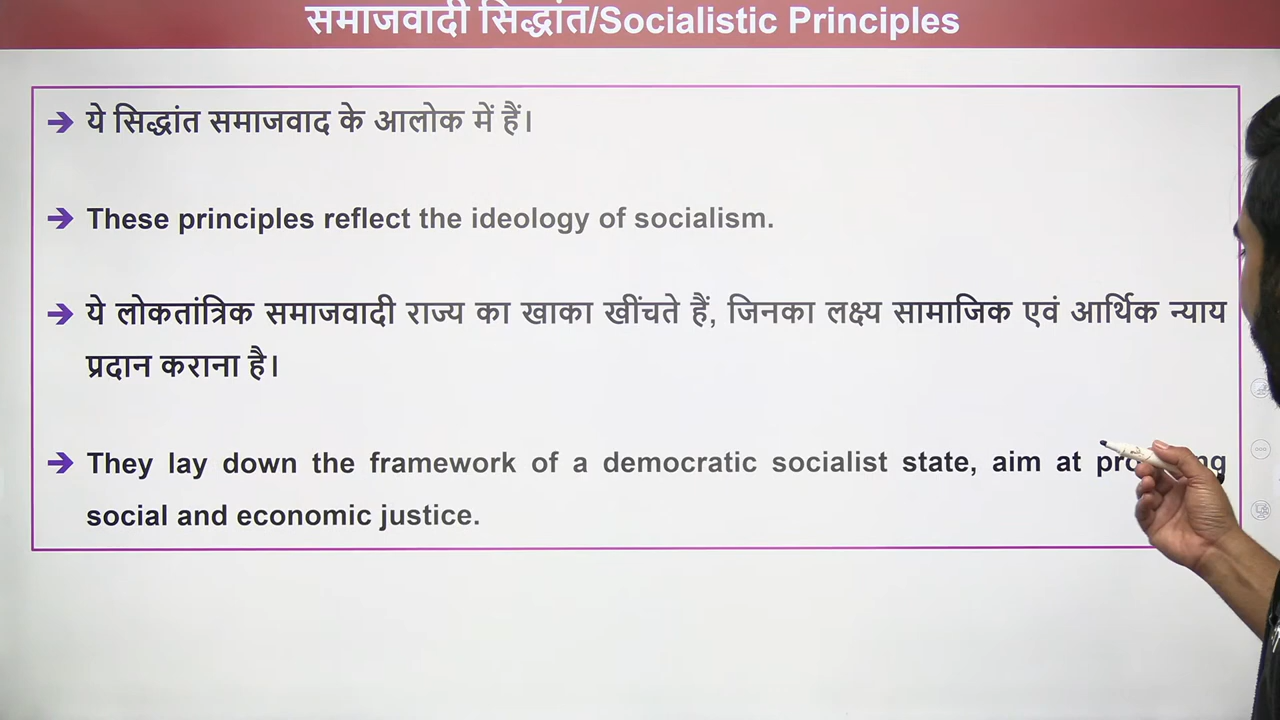 समाजवादी सिद्धांत/Socialistic Principles
→ ये सिद्धांत समाजवाद के आलोक में हैं।
→ These principles reflect the ideology of socialism.
→ ये लोकतांत्रिक समाजवादी राज्य का खाका खींचते हैं, जिनका लक्ष्य सामाजिक एवं आर्थिक न्याय
प्रदान कराना है।
→ They lay down the framework of a democratic socialist state, aim at
social and economic justice.